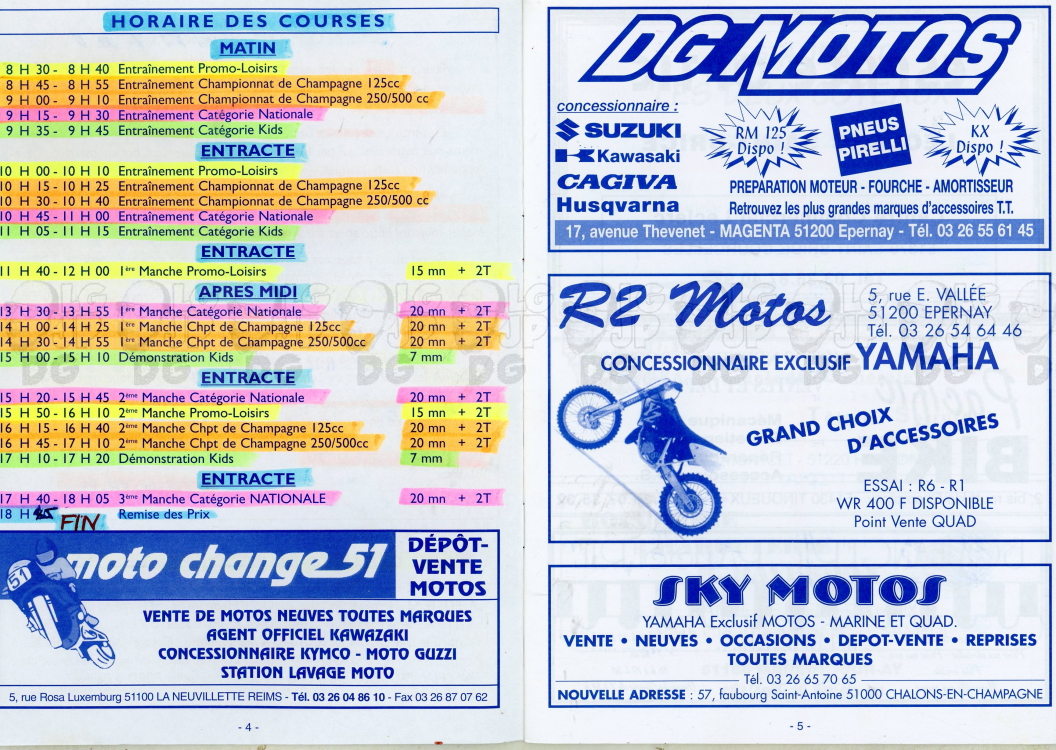 HORAIRE DES COURSES
MATIN
8 H 30 - 8 H 40 Entraînement Promo-Loisirs
8 H 45 - 8 H 55 Entraînement Championnat de Champagne 125cc
9 H 00 - 9 H 10 Entraînement Championnat de Champagne 250/500 cc
9 H 15 - 9 H 30 Entraînement Catégorie Nationale
9 H 35 - 9 H 45 Entraînement Catégorie Kids
ENTRACTE
10 H 00 - 10 H 10 Entraînement Promo-Loisirs
10 H 15 - 10 H 25 Entraînement Championnat de Champagne 125cc
10 H 30 - 10 H 40 Entraînement Championnat de Champagne 250/500 cc
10 H 45 - 11 H 00 Entraînement Catégorie Nationale
11 H 05 - 11 H 15 Entraînement Catégorie Kids
ENTRACTE
11 H 40 - 12 H 00 1ère Manche Promo-Loisirs 15 mn + 2T
APRES MIDI
13 H 30 - 13 H 55 1ère Manche Catégorie Nationale 20 mn + 2T
14 H 00 - 14 H 25 1ère Manche Chpt de Champagne 125cc 20 mn + 2T
14 H 30 - 14 H 55 1ère Manche Chpt de Champagne 250/500cc 20 mn + 2T
15 H 00 - 15 H 10 Démonstration Kids 7 mm
ENTRACTE
15 H 20 - 15 H 45 2ème Manche Catégorie Nationale 20 mn + 2T
15 H 50 - 16 H 10 2ème Manche Promo-Loisirs 15 mn + 2T
16 H 15 - 16 H 40 2ème Manche Chpt de Champagne 125cc 20 mn + 2T
16 H 45 - 17 H 10 2ème Manche Chpt de Champagne 250/500cc 20 mn + 2T
17 H 10 - 17 H 20 Démonstration Kids 7 mm
ENTRACTE
17 H 40 - 18 H 05 3ème Manche Catégorie NATIONALE 20 mn + 2T
18 H Remise des Prix
FIN
51
moto change 51
DÉPÔT-
VENTE
MOTOS
VENTE DE MOTOS NEUVES TOUTES MARQUES
AGENT OFFICIEL KAWAZAKI
CONCESSIONNAIRE KYMCO - MOTO GUZZI
STATION LAVAGE MOTO
5, rue Rosa Luxemburg 51100 LA NEUVILLETTE REIMS - Tél. 03 26 04 86 10 - Fax 03 26 87 07 62
- 4 -
DG MOTOS
concessionnaire :
SUZUKI
Kawasaki
CAGIVA
Husqvarna
RM 125
Dispo !
PNEUS
PIRELLI
KX
Dispo !
PREPARATION MOTEUR - FOURCHE - AMORTISSEUR
Retrouvez les plus grandes marques d'accessoires T.T.
17, avenue Thevenet - MAGENTA 51200 Epernay - Tél. 03 26 55 61 45
R2 Motos
5, rue E. VALLÉE
51200 EPERNAY
Tél. 03 26 54 64 46
CONCESSIONNAIRE EXCLUSIF YAMAHA
GRAND CHOIX
D'ACCESSOIRES
ESSAI : R6 - R1
WR 400 F DISPONIBLE
Point Vente QUAD
SKY MOTOS
YAMAHA Exclusif MOTOS - MARINE ET QUAD.
VENTE • NEUVES • OCCASIONS • DEPOT-VENTE • REPRISES
TOUTES MARQUES
Tél. 03 26 65 70 65
NOUVELLE ADRESSE : 57, faubourg Saint-Antoine 51000 CHALONS-EN-CHAMPAGNE
- 5 -